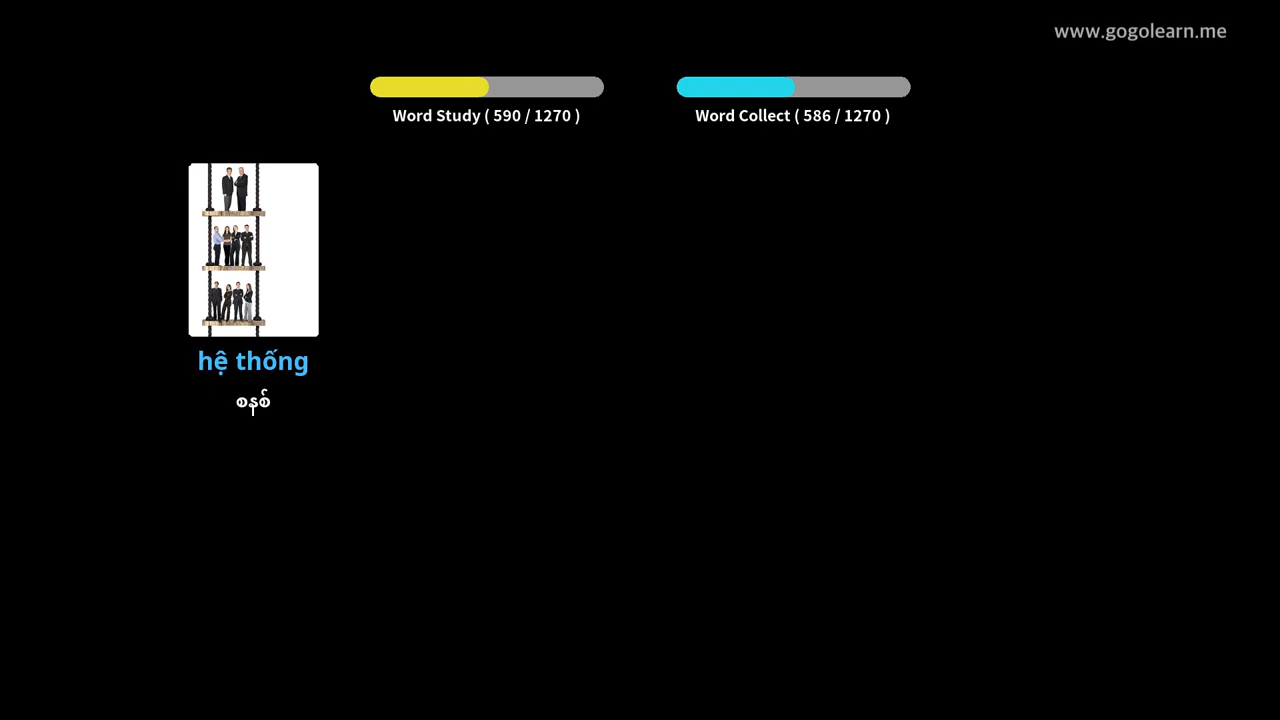 www.gogolearn.me
Word Study ( 590 / 1270 )
Word Collect ( 586 / 1270 )
hệ thống
စနစ်